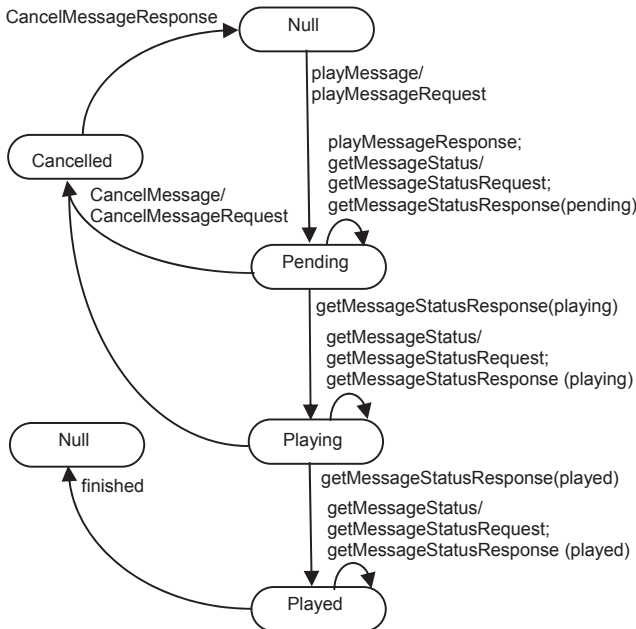 CancelMessageResponse
Null
playMessage/
playMessageRequest
Cancelled
playMessageResponse;
getMessageStatus/
getMessageStatusRequest;
getMessageStatusResponse(pending)
CancelMessage/
CancelMessageRequest
Pending
getMessageStatusResponse(playing)
getMessageStatus/
getMessageStatusRequest;
getMessageStatusResponse (playing)
Null
Playing
finished
getMessageStatusResponse(played)
getMessageStatus/
getMessageStatusRequest;
getMessageStatusResponse (played)
Played